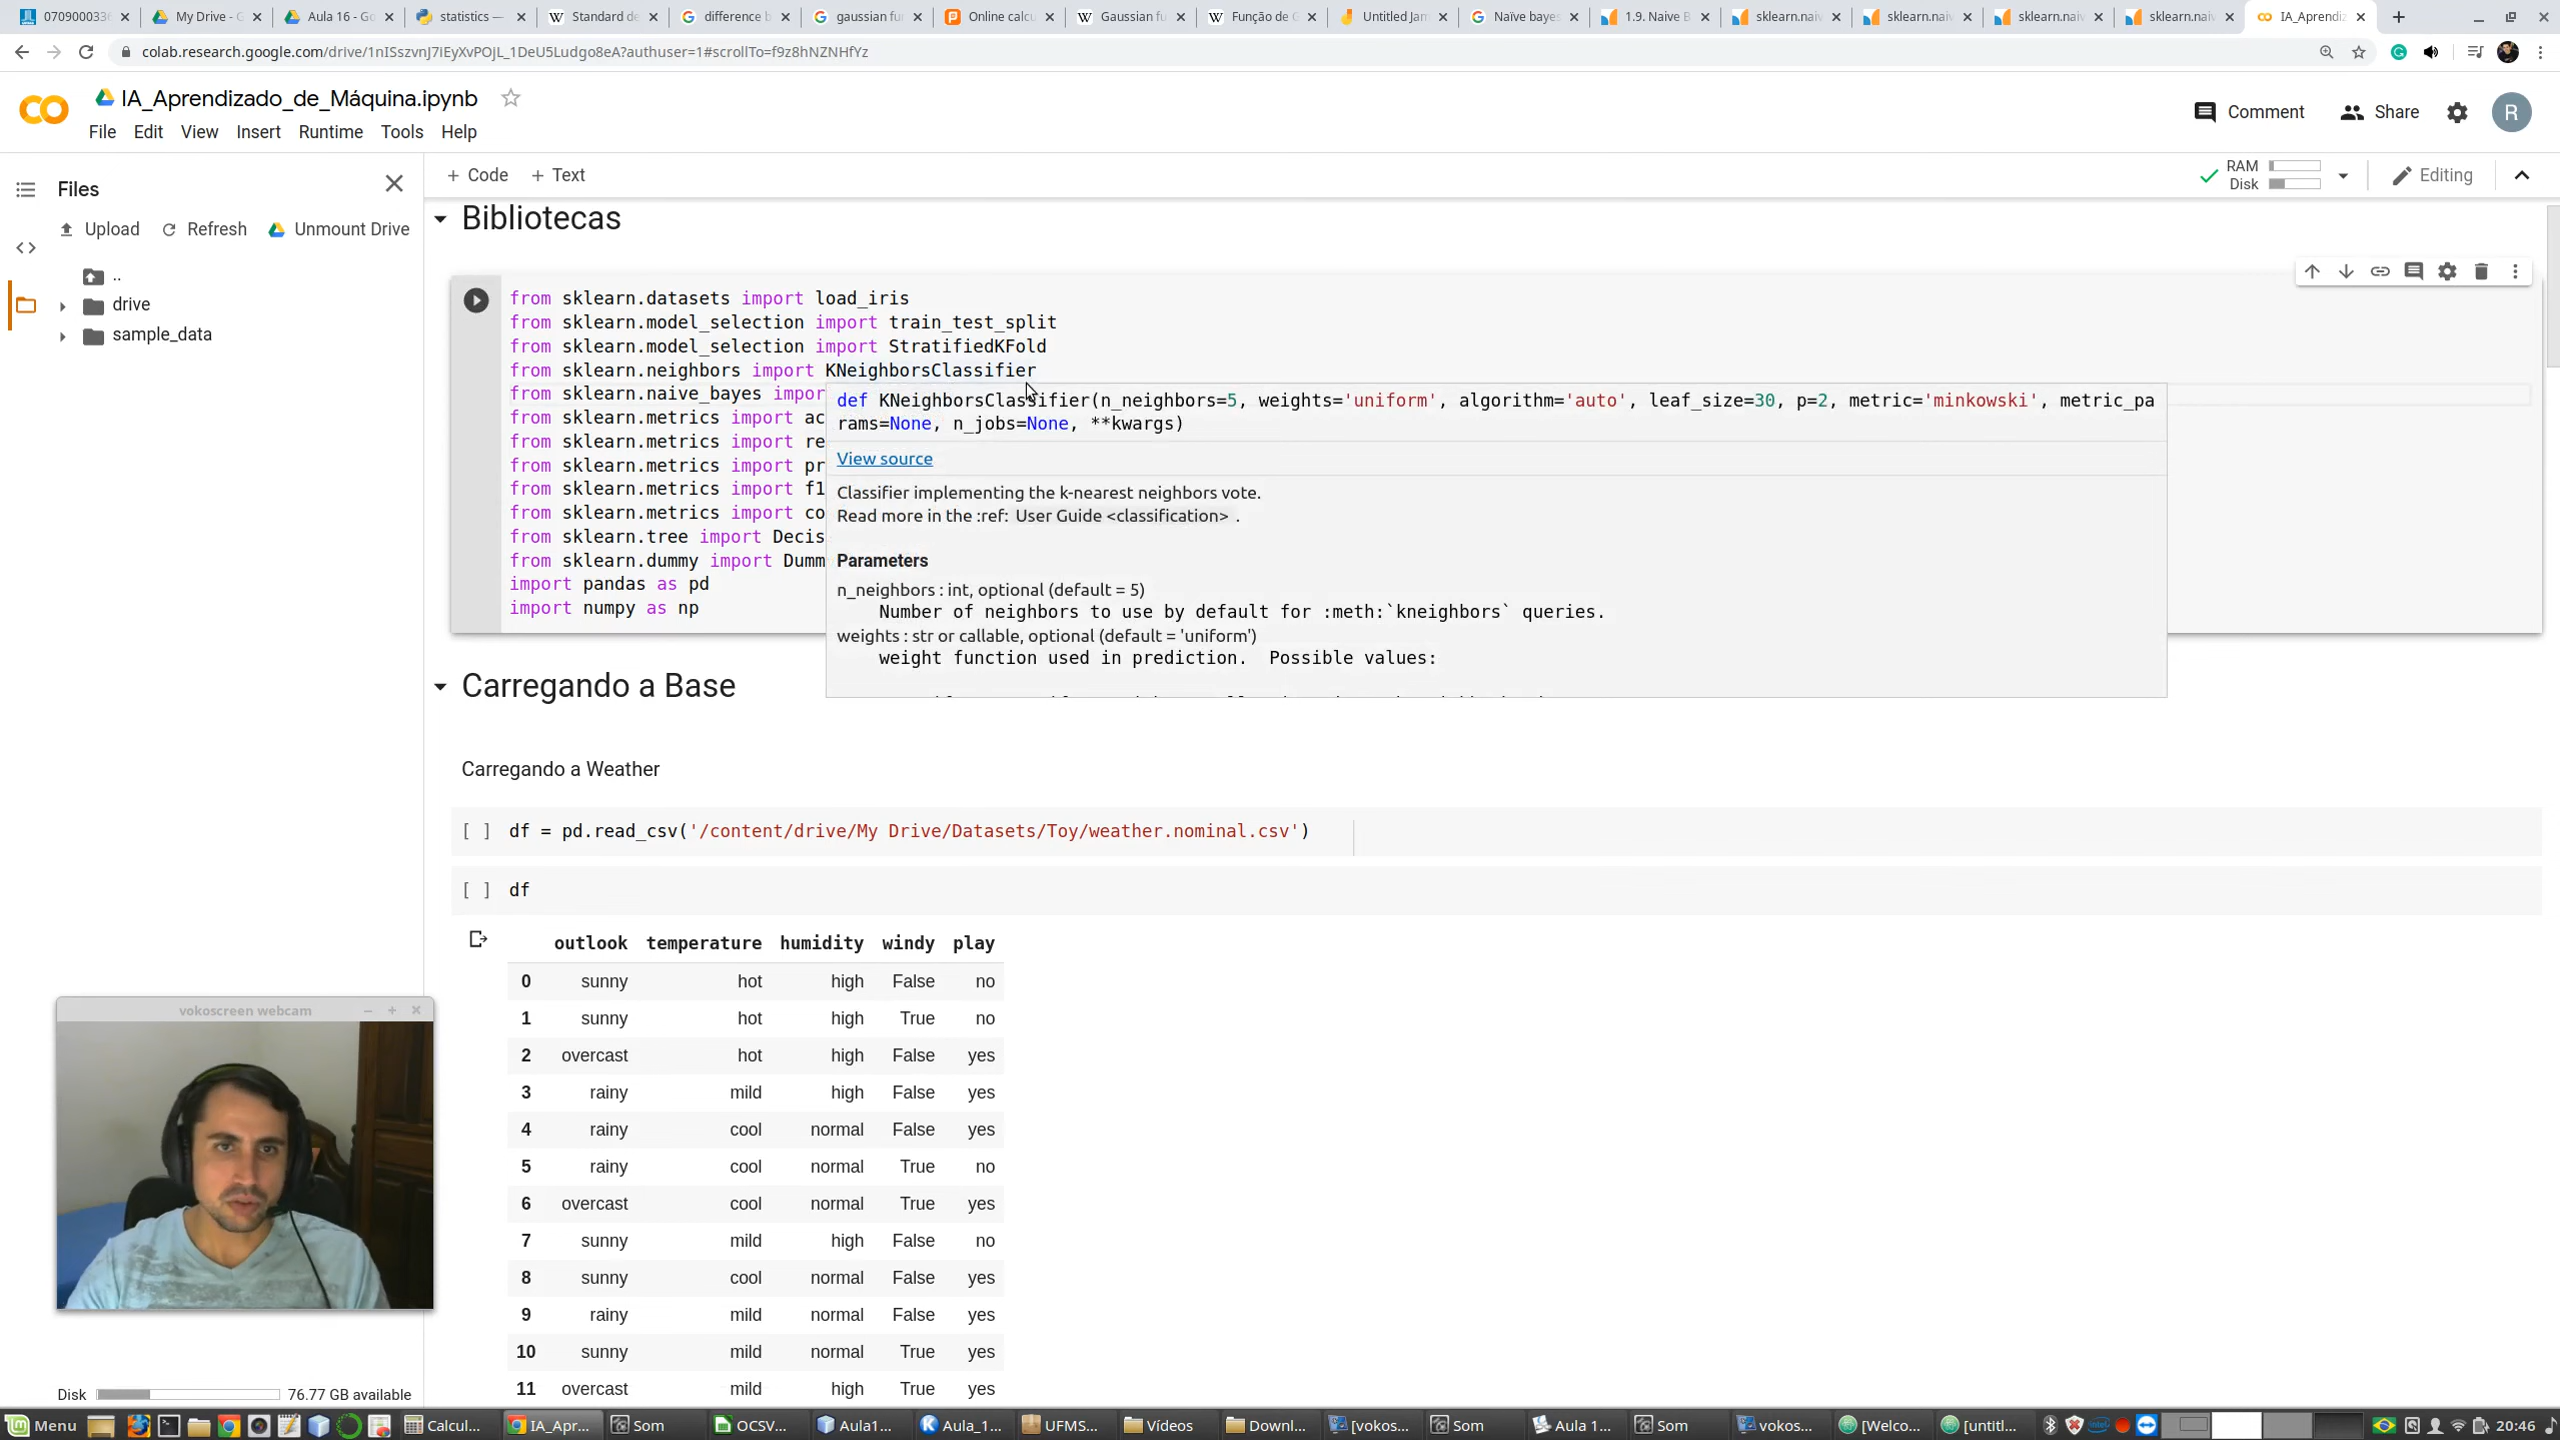 0709000336
My Drive - G
Aula 16 - Go
statistics —
Standard de
difference b
gaussian fu
Online calcu
Gaussian fu
Função de G
Untitled Jam
Naïve bayes
1.9. Naive B
sklearn.naiv
sklearn.naiv
sklearn.naiv
sklearn.naiv
IA_Aprendiz
colab.research.google.com/drive/1nISszvnJ7iEyXvPOjL_1DeU5Ludgo8eA?authuser=1#scrollTo=f9z8hNZNHfYz
IA_Aprendizado_de_Máquina.ipynb
Comment
Share
R
File Edit View Insert Runtime Tools Help
Files
+ Code + Text
RAM
Disk
Editing
Upload Refresh Unmount Drive
..
drive
sample_data
Bibliotecas
from sklearn.datasets import load_iris
from sklearn.model_selection import train_test_split
from sklearn.model_selection import StratifiedKFold
from sklearn.neighbors import KNeighborsClassifier
from sklearn.naive_bayes impor
from sklearn.metrics import ac
from sklearn.metrics import re
from sklearn.metrics import pr
from sklearn.metrics import f1
from sklearn.metrics import co
from sklearn.tree import Decis
from sklearn.dummy import Dumm
import pandas as pd
import numpy as np
def KNeighborsClassifier(n_neighbors=5, weights='uniform', algorithm='auto', leaf_size=30, p=2, metric='minkowski', metric_pa
rams=None, n_jobs=None, **kwargs)
View source
Classifier implementing the k-nearest neighbors vote.
Read more in the :ref: User Guide <classification> .
Parameters
n_neighbors : int, optional (default = 5)
Number of neighbors to use by default for :meth:`kneighbors` queries.
weights : str or callable, optional (default = 'uniform')
weight function used in prediction. Possible values:
Carregando a Base
Carregando a Weather
[ ] df = pd.read_csv('/content/drive/My Drive/Datasets/Toy/weather.nominal.csv')
[ ] df
outlook temperature humidity windy play
0 sunny hot high False no
1 sunny hot high True no
2 overcast hot high False yes
3 rainy mild high False yes
4 rainy cool normal False yes
5 rainy cool normal True no
6 overcast cool normal True yes
7 sunny mild high False no
8 sunny cool normal False yes
9 rainy mild normal False yes
10 sunny mild normal True yes
11 overcast mild high True yes
vokoscreen webcam
Disk 76.77 GB available
Menu
Calcul...
IA_Apr...
Som
OCSV...
Aula1...
Aula_1...
UFMS...
Vídeos
Downl...
[vokos...
Som
Aula 1...
Som
vokos...
[Welco...
[untitl...
20:46